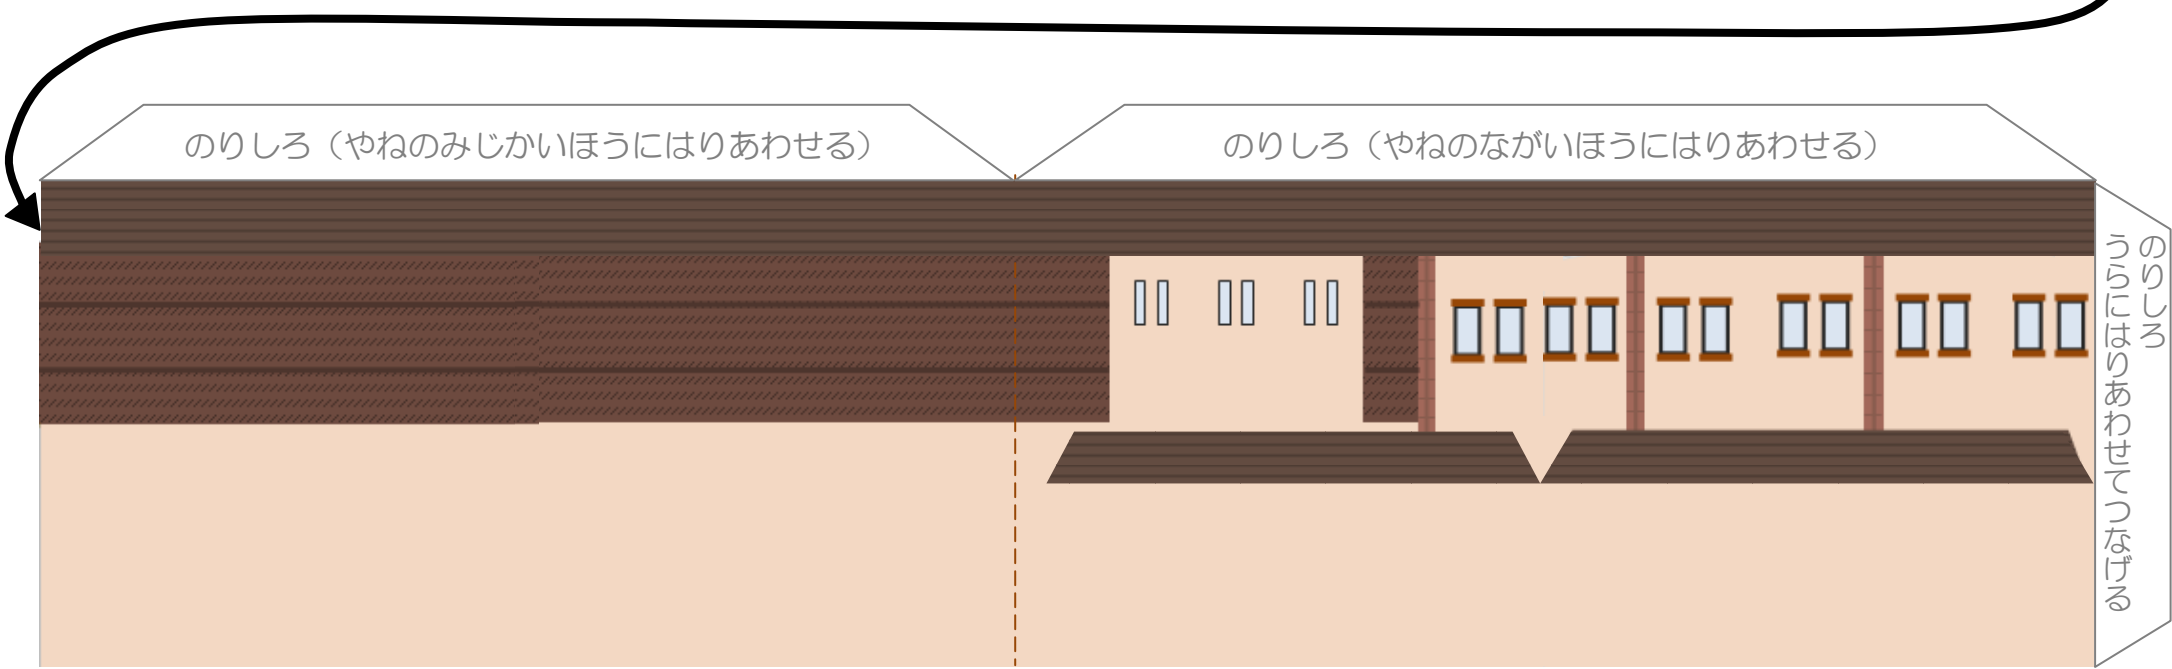 のりしろ（やねのみじかいほうにはりあわせる）
のりしろ（やねのながいほうにはりあわせる）
のりしろ
うらにはりあわせてつなげる